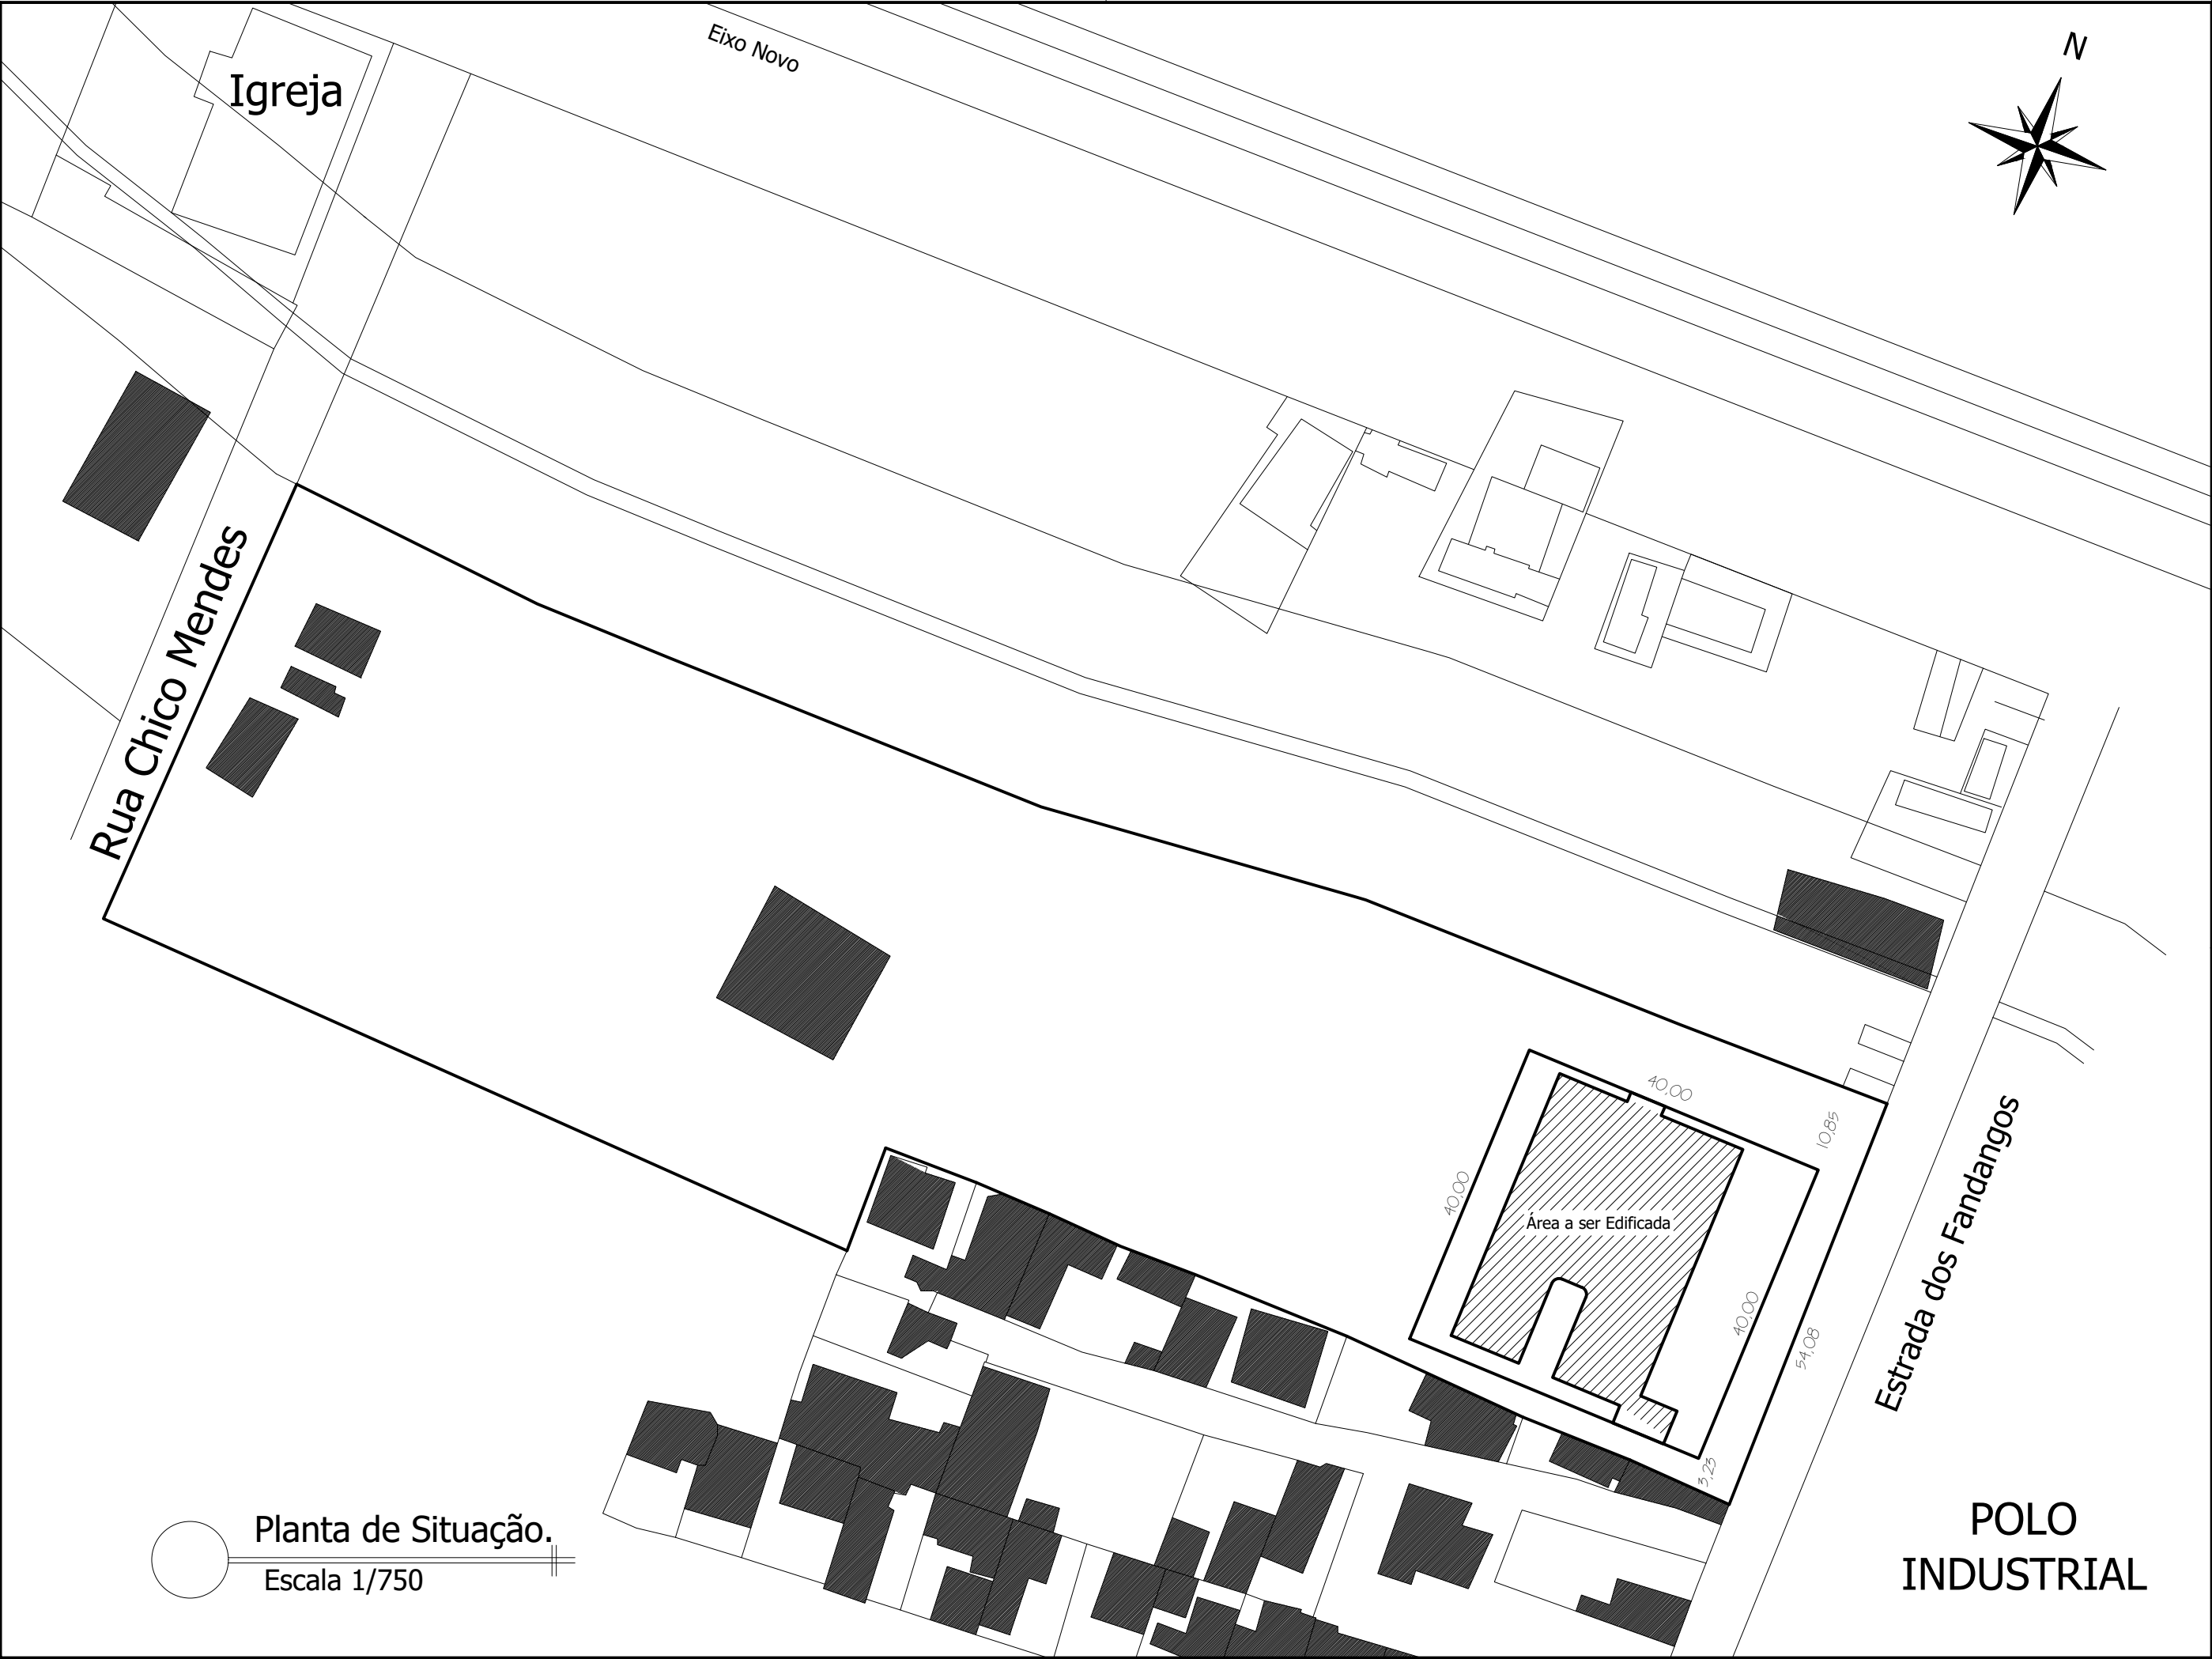 Eixo Novo
N
Igreja
Rua Chico Mendes
40,00
10,85
40,00
Área a ser Edificada
40,00
54,08
3,23
Estrada dos Fandangos
Planta de Situação.
Escala 1/750
POLO
INDUSTRIAL